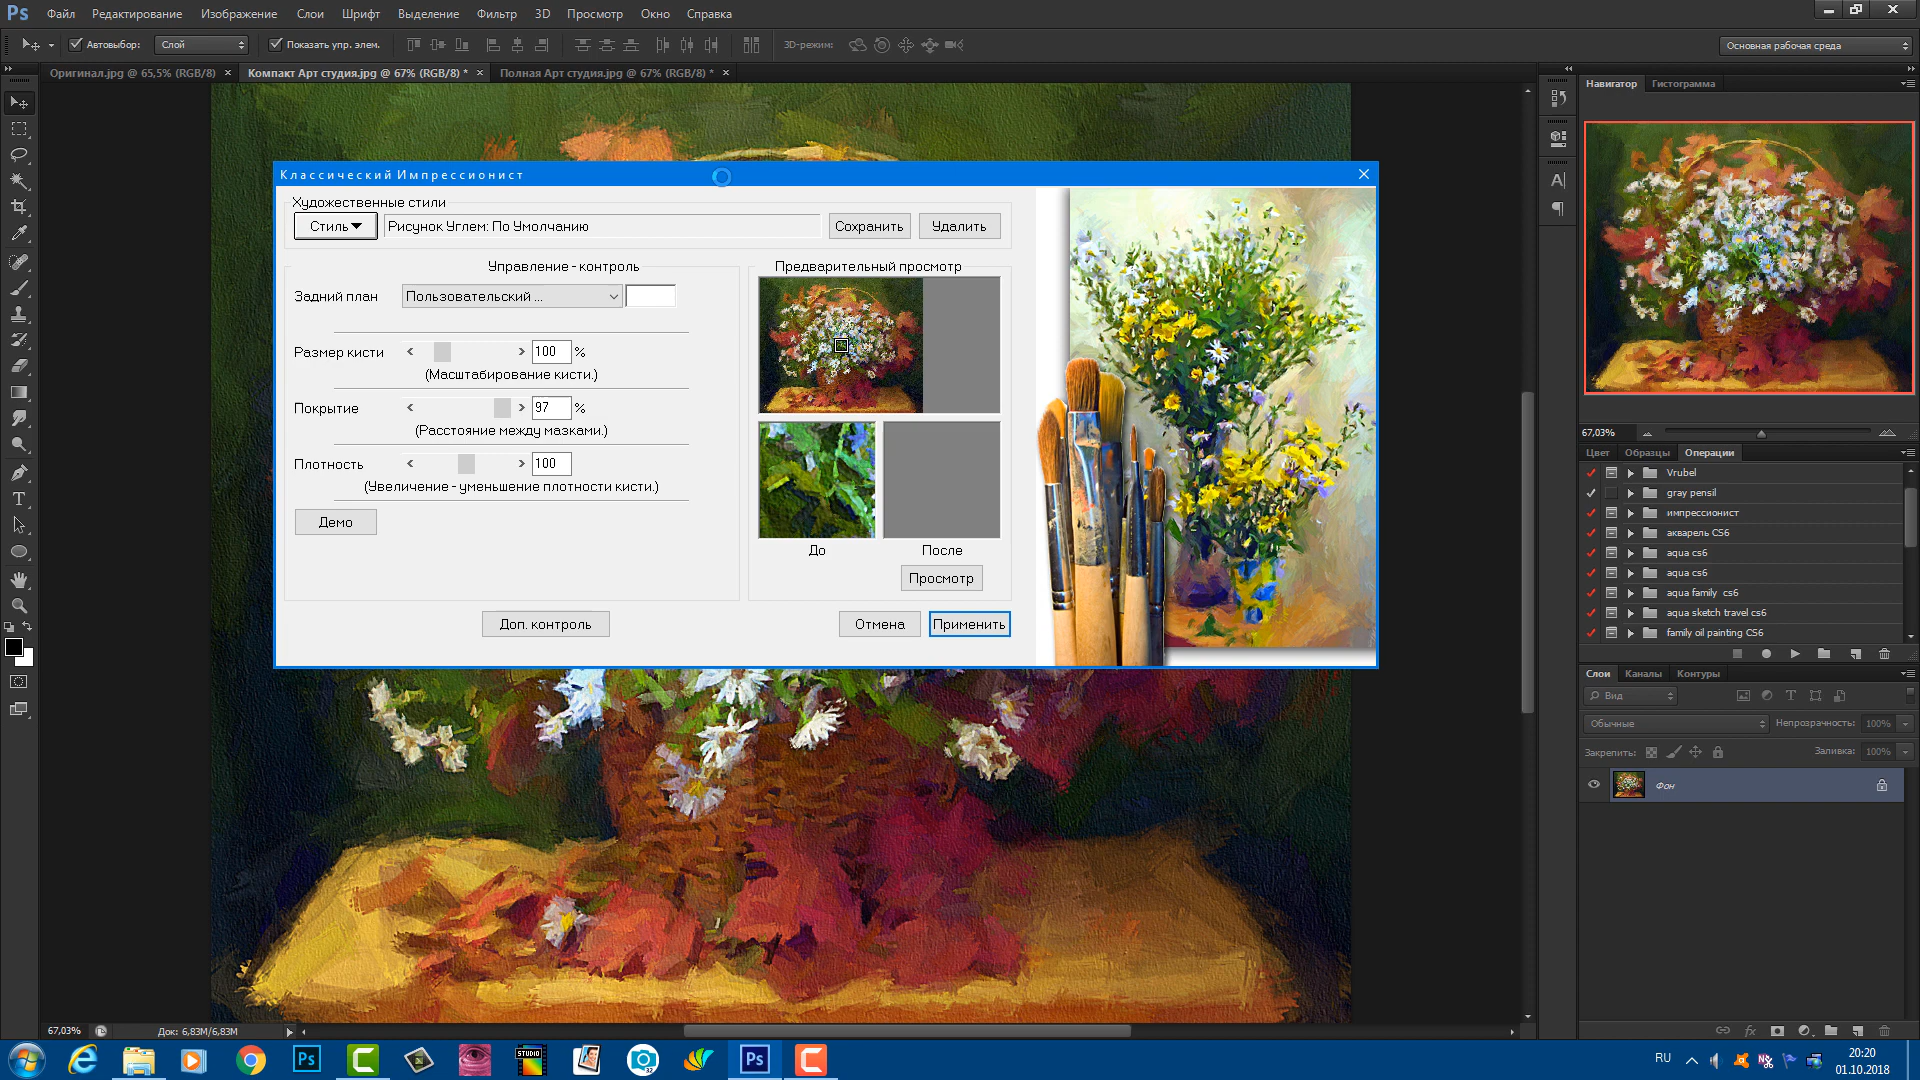 Ps Файл Редактирование Изображение Слои Шрифт Выделение Фильтр 3D Просмотр Окно Справка
Автовыбор: Слой Показать упр. элем. 3D-режим: Основная рабочая среда
Оригинал.jpg @ 65,5% (RGB/8) × Компакт Арт студия.jpg @ 67% (RGB/8) * × Полная Арт студия.jpg @ 67% (RGB/8) * ×
Навигатор Гистограмма
Классический Импрессионист
Художественные стили
Стиль Рисунок Углем: По Умолчанию Сохранить Удалить
Управление - контроль
Предварительный просмотр
Задний план Пользовательский ...
Размер кисти 100 %
(Масштабирование кисти.)
Покрытие 97 %
(Расстояние между мазками.)
Плотность 100
(Увеличение - уменьшение плотности кисти.)
Демо
До После
Просмотр
Доп. контроль Отмена Применить
67,03%
Цвет Образцы Операции
Vrubel
gray pensil
импрессионист
акварель CS6
aqua cs6
aqua cs6
aqua family cs6
aqua sketch travel cs6
family oil painting CS6
Слои Каналы Контуры
Вид
Обычные Непрозрачность: 100%
Закрепить: Заливка: 100%
Фон
67,03% Док: 6,83M/6,83M
STUDIO
32
RU
20:20
01.10.2018